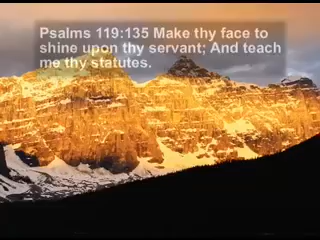 Psalms 119:135 Make thy face to
shine upon thy servant; And teach
me thy statutes.